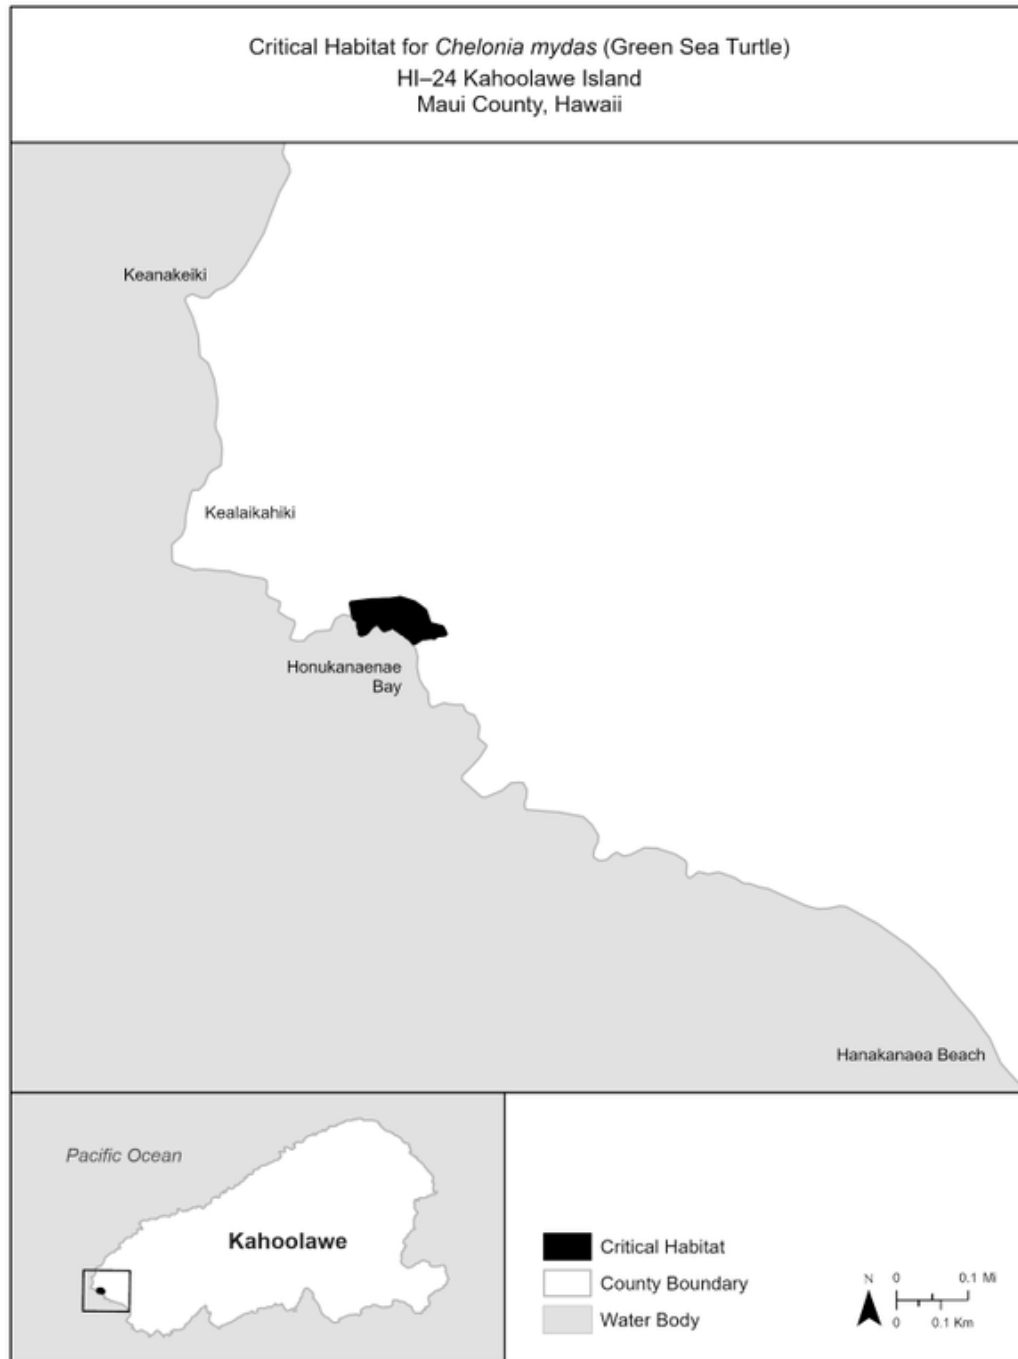 Critical Habitat for Chelonia mydas (Green Sea Turtle)
HI–24 Kahoolawe Island
Maui County, Hawaii
Keanakeiki
Kealaikahiki
Honukanaenae
Bay
Hanakanaea Beach
Pacific Ocean
Kahoolawe
Critical Habitat
County Boundary
Water Body
N
0 0.1 Mi
0 0.1 Km